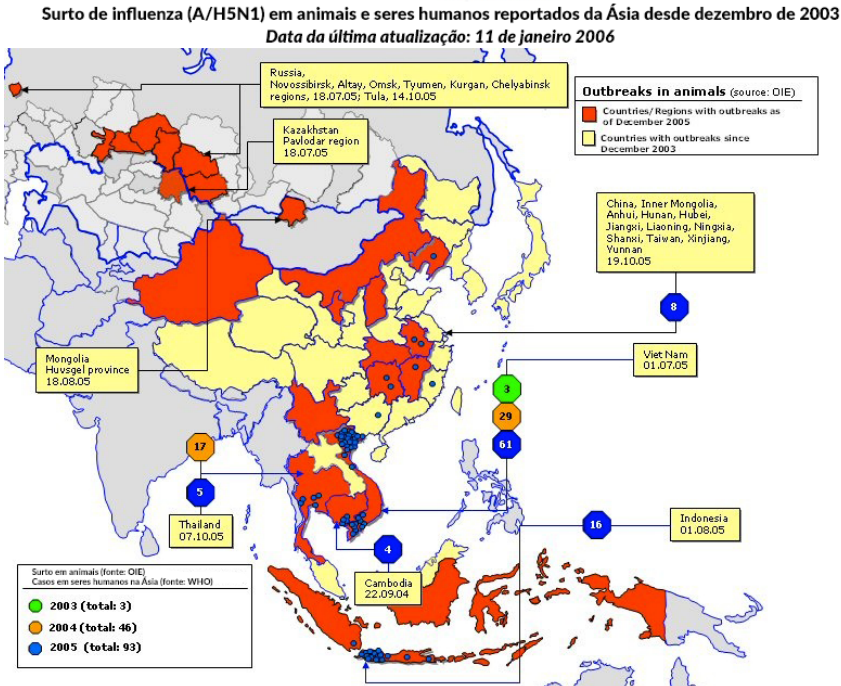 Surto de influenza (A/H5N1) em animais e seres humanos reportados da Ásia desde dezembro de 2003
Data da última atualização: 11 de janeiro 2006
Russia,
Novossibirsk, Altay, Omsk, Tyumen, Kurgan, Chelyabinsk
regions, 18.07.05; Tula, 14.10.05
Outbreaks in animals (source: OIE)
Countries/Regions with outbreaks as
of December 2005
Countries with outbreaks since
December 2003
Kazakhstan
Pavlodar region
18.07.05
China, Inner Mongolia,
Anhui, Hunan, Hubei,
Jiangxi, Liaoning, Ningxia,
Shanxi, Taiwan, Xinjiang,
Yunnan
19.10.05
8
Mongolia
Huvsgel province
18.08.05
Viet Nam
01.07.05
3
29
61
17
5
Thailand
07.10.05
16
Indonesia
01.08.05
4
Cambodia
22.09.04
Surto em animais (fonte: OIE)
Casos em seres humanos na Ásia (fonte: WHO)
2003 (total: 3)
2004 (total: 46)
2005 (total: 93)